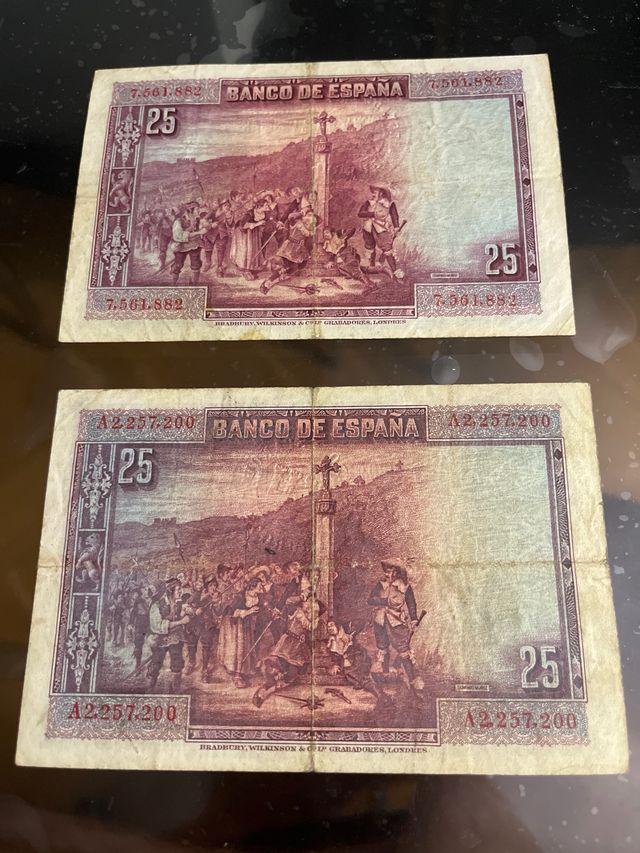 7,561,882 BANCO DE ESPAÑA 7,561,882
25
25
7,561,882 7,561,882
BRADBURY, WILKINSON & Cº Lᴰ GRABADORES, LONDRES
A2,257,200 BANCO DE ESPAÑA A2,257,200
25
25
A2,257,200 A2,257,200
BRADBURY, WILKINSON & Cº Lᴰ GRABADORES, LONDRES